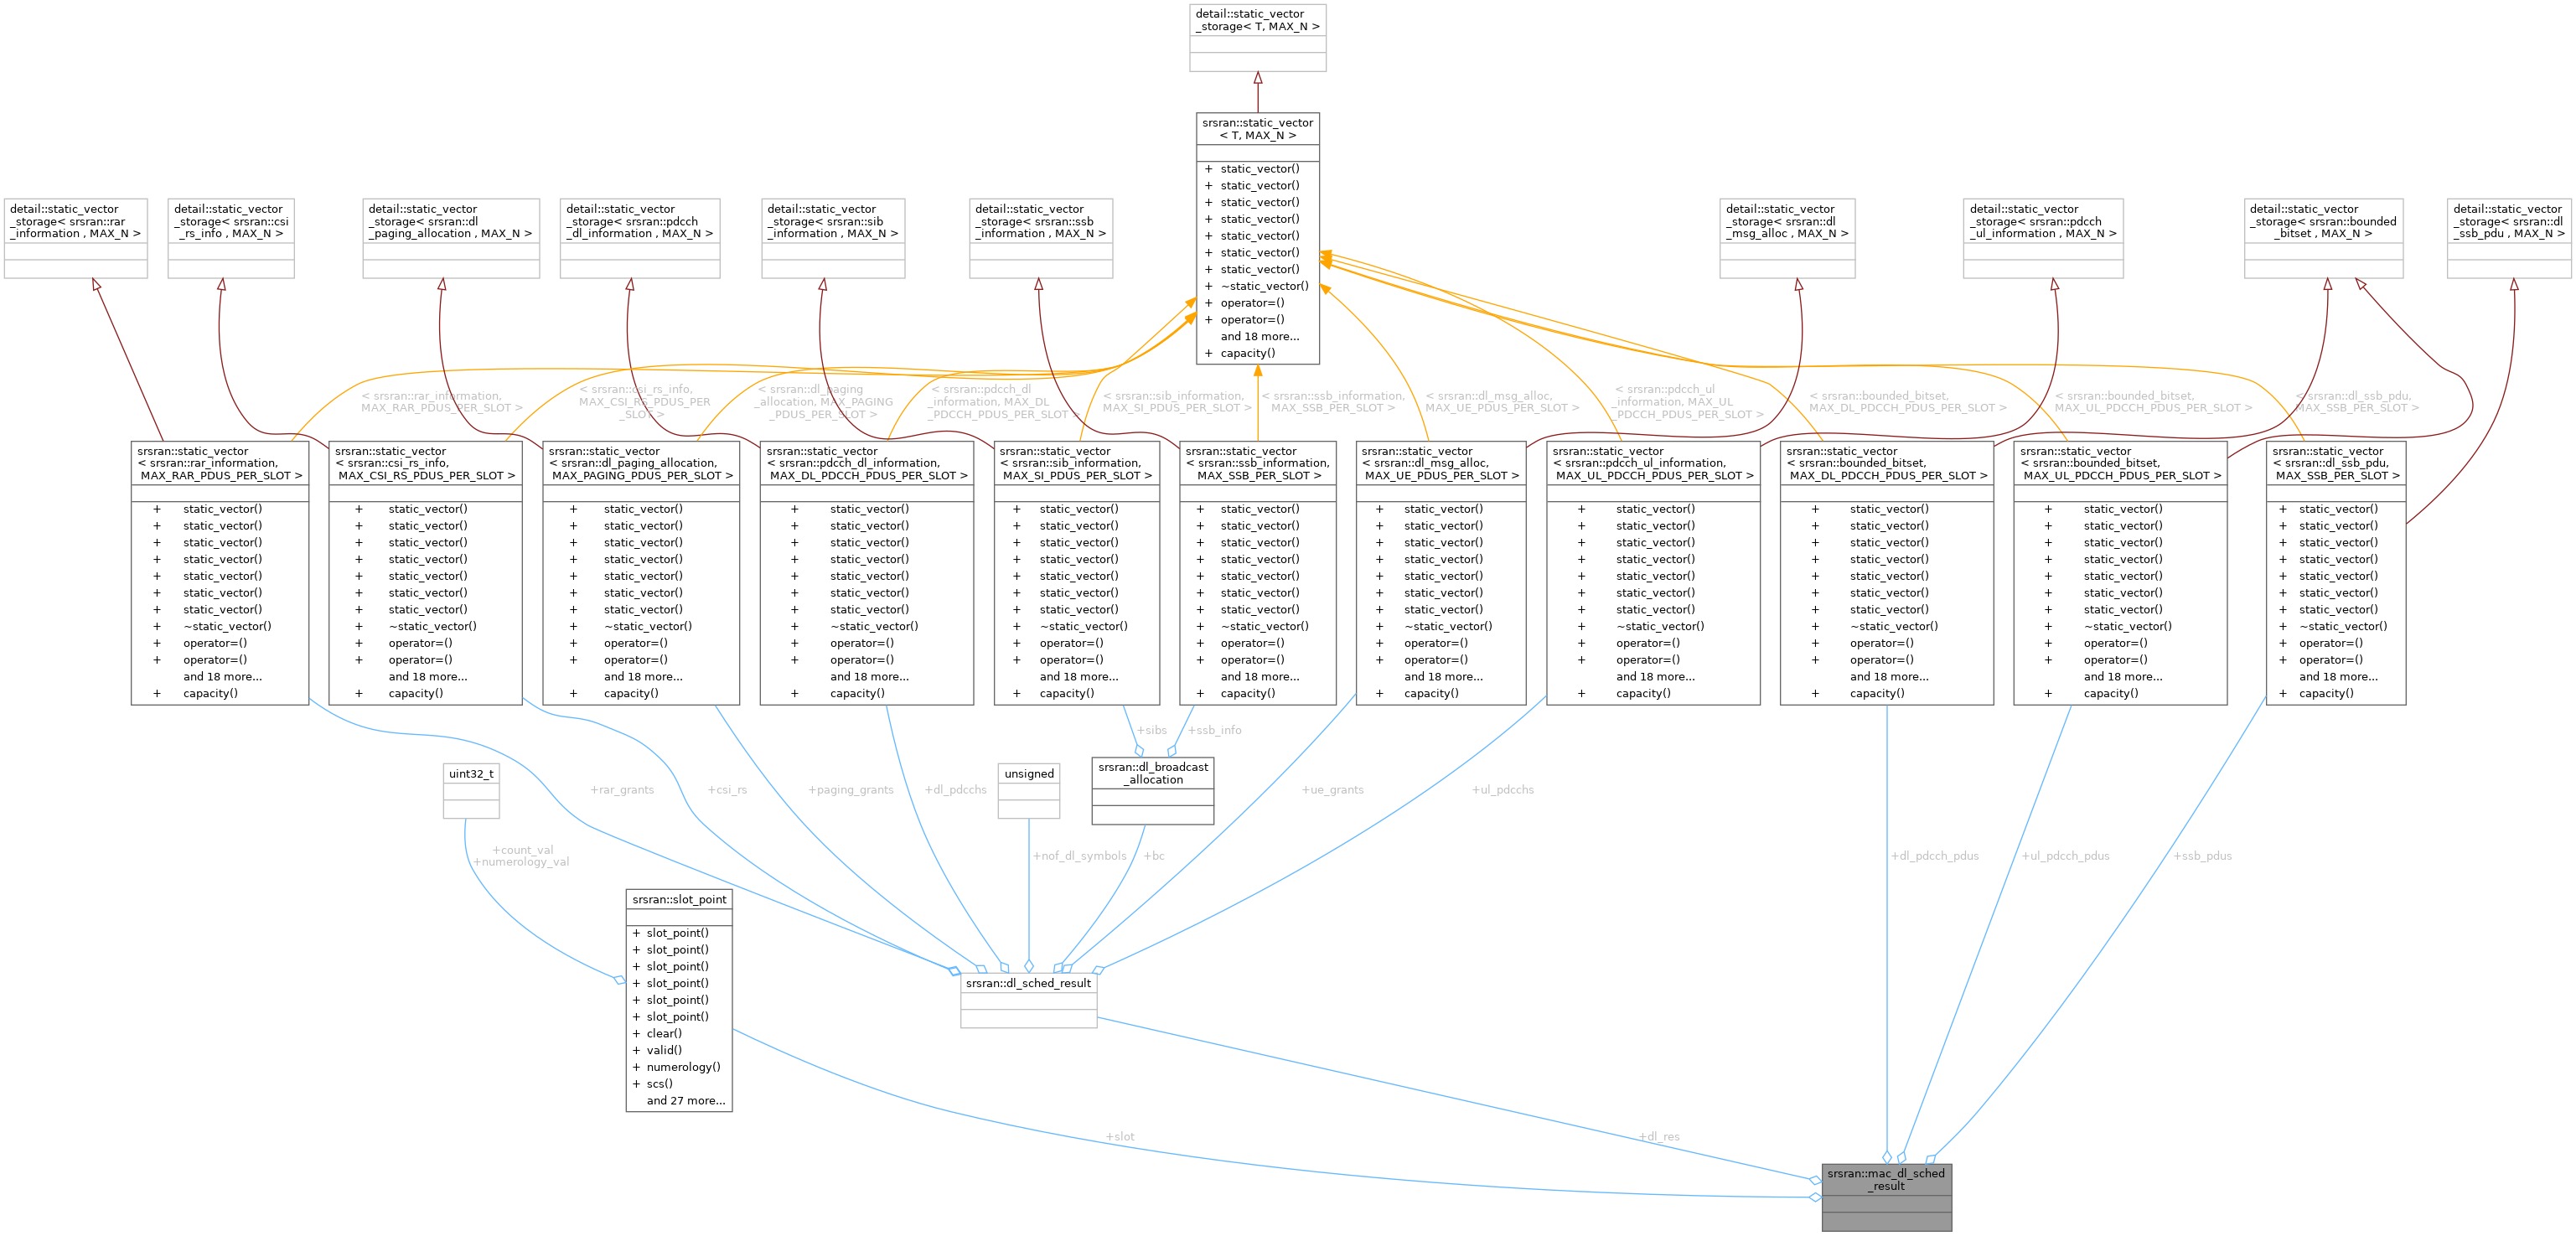 detail::static_vector
_storage< T, MAX_N >
srsran::static_vector
< T, MAX_N >
+ static_vector()
+ static_vector()
+ static_vector()
+ static_vector()
+ static_vector()
+ static_vector()
+ static_vector()
+ ~static_vector()
+ operator=()
+ operator=()
and 18 more...
+ capacity()
detail::static_vector
_storage< srsran::rar
_information , MAX_N >
detail::static_vector
_storage< srsran::csi
_rs_info , MAX_N >
detail::static_vector
_storage< srsran::dl
_paging_allocation , MAX_N >
detail::static_vector
_storage< srsran::pdcch
_dl_information , MAX_N >
detail::static_vector
_storage< srsran::sib
_information , MAX_N >
detail::static_vector
_storage< srsran::ssb
_information , MAX_N >
detail::static_vector
_storage< srsran::dl
_msg_alloc , MAX_N >
detail::static_vector
_storage< srsran::pdcch
_ul_information , MAX_N >
detail::static_vector
_storage< srsran::bounded
_bitset , MAX_N >
detail::static_vector
_storage< srsran::dl
_ssb_pdu , MAX_N >
< srsran::rar_information,
MAX_RAR_PDUS_PER_SLOT >
< srsran::csi_rs_info,
MAX_CSI_RS_PDUS_PER
_SLOT >
< srsran::dl_paging
_allocation, MAX_PAGING
_PDUS_PER_SLOT >
< srsran::pdcch_dl
_information, MAX_DL
_PDCCH_PDUS_PER_SLOT >
< srsran::sib_information,
MAX_SI_PDUS_PER_SLOT >
< srsran::ssb_information,
MAX_SSB_PER_SLOT >
< srsran::dl_msg_alloc,
MAX_UE_PDUS_PER_SLOT >
< srsran::pdcch_ul
_information, MAX_UL
_PDCCH_PDUS_PER_SLOT >
< srsran::bounded_bitset,
MAX_DL_PDCCH_PDUS_PER_SLOT >
< srsran::bounded_bitset,
MAX_UL_PDCCH_PDUS_PER_SLOT >
< srsran::dl_ssb_pdu,
MAX_SSB_PER_SLOT >
srsran::static_vector
< srsran::rar_information,
MAX_RAR_PDUS_PER_SLOT >
+ static_vector()
+ static_vector()
+ static_vector()
+ static_vector()
+ static_vector()
+ static_vector()
+ static_vector()
+ ~static_vector()
+ operator=()
+ operator=()
and 18 more...
+ capacity()
srsran::static_vector
< srsran::csi_rs_info,
MAX_CSI_RS_PDUS_PER_SLOT >
+ static_vector()
+ static_vector()
+ static_vector()
+ static_vector()
+ static_vector()
+ static_vector()
+ static_vector()
+ ~static_vector()
+ operator=()
+ operator=()
and 18 more...
+ capacity()
srsran::static_vector
< srsran::dl_paging_allocation,
MAX_PAGING_PDUS_PER_SLOT >
+ static_vector()
+ static_vector()
+ static_vector()
+ static_vector()
+ static_vector()
+ static_vector()
+ static_vector()
+ ~static_vector()
+ operator=()
+ operator=()
and 18 more...
+ capacity()
srsran::static_vector
< srsran::pdcch_dl_information,
MAX_DL_PDCCH_PDUS_PER_SLOT >
+ static_vector()
+ static_vector()
+ static_vector()
+ static_vector()
+ static_vector()
+ static_vector()
+ static_vector()
+ ~static_vector()
+ operator=()
+ operator=()
and 18 more...
+ capacity()
srsran::static_vector
< srsran::sib_information,
MAX_SI_PDUS_PER_SLOT >
+ static_vector()
+ static_vector()
+ static_vector()
+ static_vector()
+ static_vector()
+ static_vector()
+ static_vector()
+ ~static_vector()
+ operator=()
+ operator=()
and 18 more...
+ capacity()
srsran::static_vector
< srsran::ssb_information,
MAX_SSB_PER_SLOT >
+ static_vector()
+ static_vector()
+ static_vector()
+ static_vector()
+ static_vector()
+ static_vector()
+ static_vector()
+ ~static_vector()
+ operator=()
+ operator=()
and 18 more...
+ capacity()
srsran::static_vector
< srsran::dl_msg_alloc,
MAX_UE_PDUS_PER_SLOT >
+ static_vector()
+ static_vector()
+ static_vector()
+ static_vector()
+ static_vector()
+ static_vector()
+ static_vector()
+ ~static_vector()
+ operator=()
+ operator=()
and 18 more...
+ capacity()
srsran::static_vector
< srsran::pdcch_ul_information,
MAX_UL_PDCCH_PDUS_PER_SLOT >
+ static_vector()
+ static_vector()
+ static_vector()
+ static_vector()
+ static_vector()
+ static_vector()
+ static_vector()
+ ~static_vector()
+ operator=()
+ operator=()
and 18 more...
+ capacity()
srsran::static_vector
< srsran::bounded_bitset,
MAX_DL_PDCCH_PDUS_PER_SLOT >
+ static_vector()
+ static_vector()
+ static_vector()
+ static_vector()
+ static_vector()
+ static_vector()
+ static_vector()
+ ~static_vector()
+ operator=()
+ operator=()
and 18 more...
+ capacity()
srsran::static_vector
< srsran::bounded_bitset,
MAX_UL_PDCCH_PDUS_PER_SLOT >
+ static_vector()
+ static_vector()
+ static_vector()
+ static_vector()
+ static_vector()
+ static_vector()
+ static_vector()
+ ~static_vector()
+ operator=()
+ operator=()
and 18 more...
+ capacity()
srsran::static_vector
< srsran::dl_ssb_pdu,
MAX_SSB_PER_SLOT >
+ static_vector()
+ static_vector()
+ static_vector()
+ static_vector()
+ static_vector()
+ static_vector()
+ static_vector()
+ ~static_vector()
+ operator=()
+ operator=()
and 18 more...
+ capacity()
+sibs
+ssb_info
uint32_t
unsigned
srsran::dl_broadcast
_allocation
+rar_grants
+csi_rs
+paging_grants
+dl_pdcchs
+ue_grants
+ul_pdcchs
+count_val
+numerology_val
+nof_dl_symbols
+bc
+dl_pdcch_pdus
+ul_pdcch_pdus
+ssb_pdus
srsran::slot_point
+ slot_point()
+ slot_point()
+ slot_point()
+ slot_point()
+ slot_point()
+ slot_point()
+ clear()
+ valid()
+ numerology()
+ scs()
and 27 more...
srsran::dl_sched_result
+slot
+dl_res
srsran::mac_dl_sched
_result